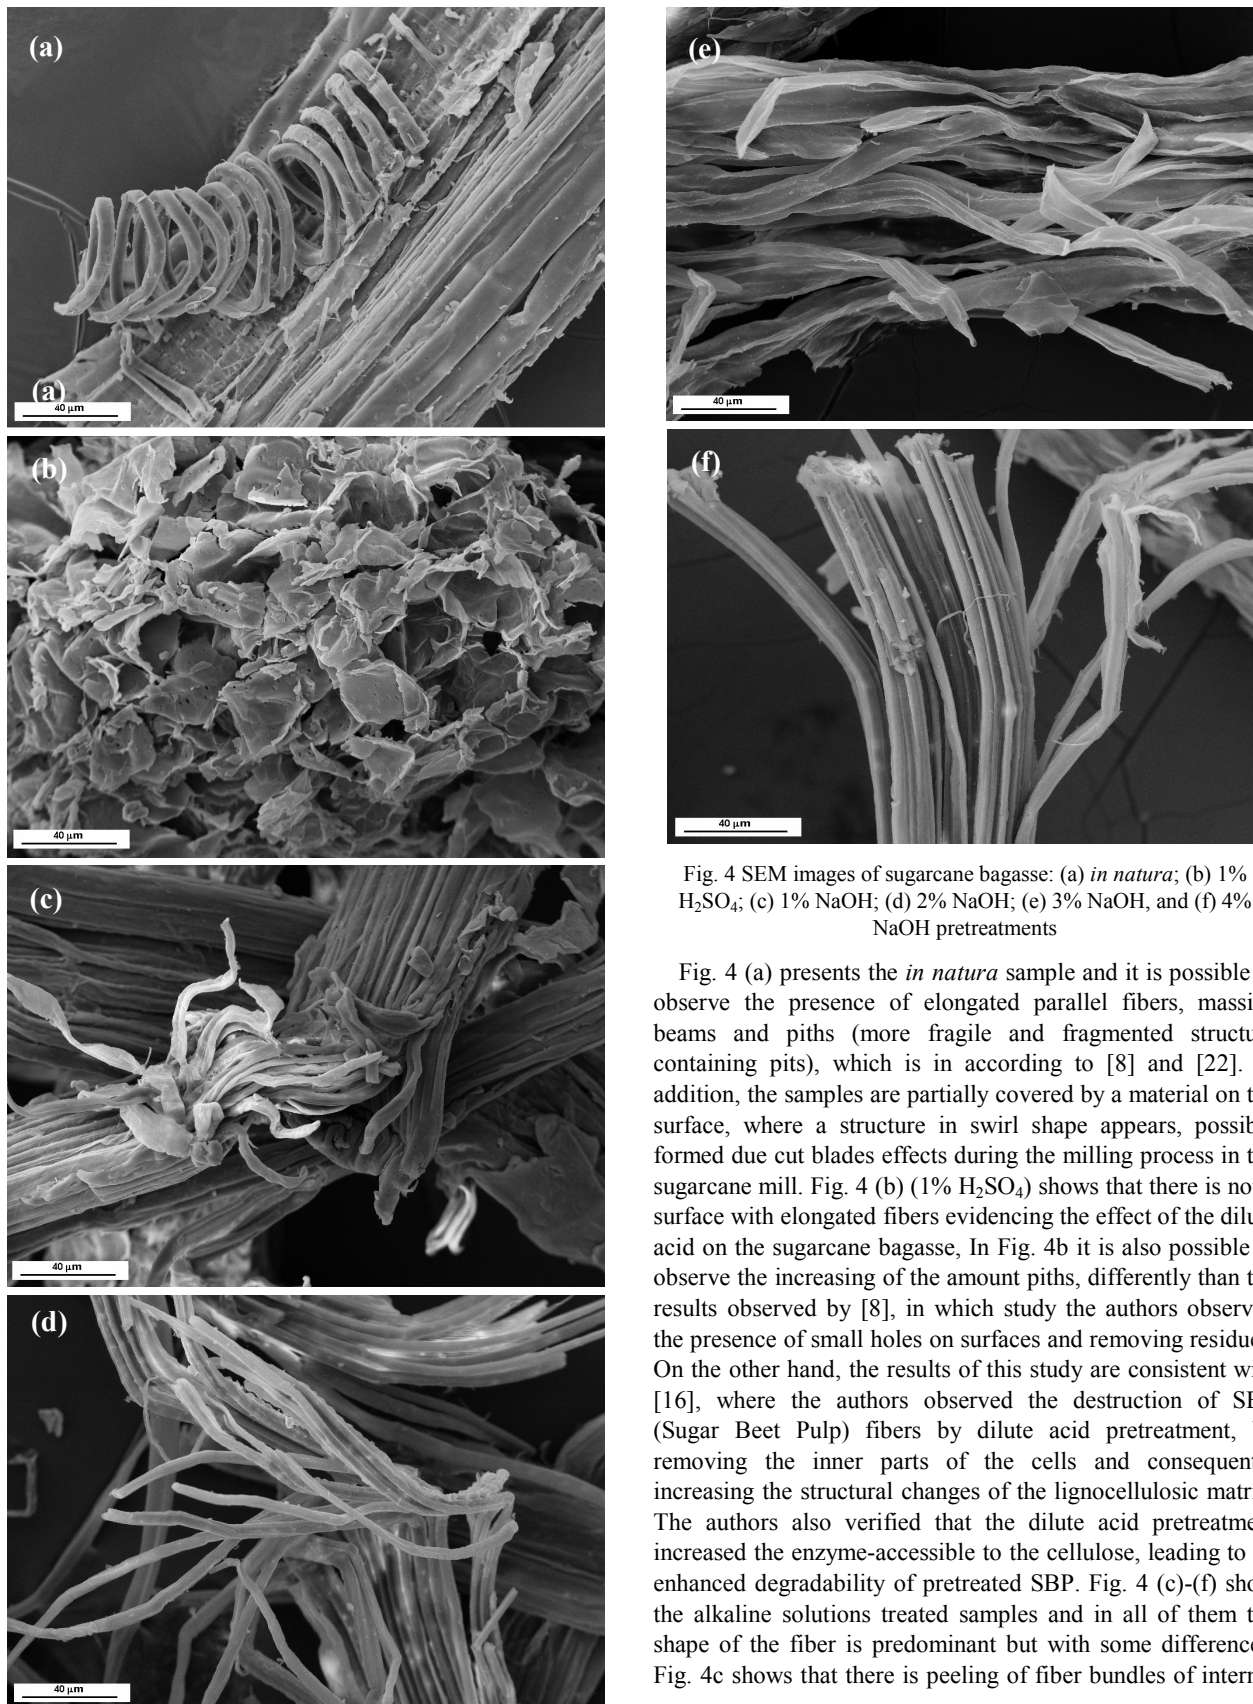 (a)
(a)
40 µm
(b)
40 µm
(c)
40 µm
(d)
40 µm
(e)
40 µm
(f)
40 µm
Fig. 4 SEM images of sugarcane bagasse: (a) in natura; (b) 1%
H₂SO₄; (c) 1% NaOH; (d) 2% NaOH; (e) 3% NaOH, and (f) 4%
NaOH pretreatments
Fig. 4 (a) presents the in natura sample and it is possible
observe the presence of elongated parallel fibers, massi
beams and piths (more fragile and fragmented structu
containing pits), which is in according to [8] and [22].
addition, the samples are partially covered by a material on t
surface, where a structure in swirl shape appears, possib
formed due cut blades effects during the milling process in t
sugarcane mill. Fig. 4 (b) (1% H₂SO₄) shows that there is no
surface with elongated fibers evidencing the effect of the dilu
acid on the sugarcane bagasse, In Fig. 4b it is also possible
observe the increasing of the amount piths, differently than t
results observed by [8], in which study the authors observ
the presence of small holes on surfaces and removing residu
On the other hand, the results of this study are consistent wi
[16], where the authors observed the destruction of SB
(Sugar Beet Pulp) fibers by dilute acid pretreatment,
removing the inner parts of the cells and consequent
increasing the structural changes of the lignocellulosic matri
The authors also verified that the dilute acid pretreatme
increased the enzyme-accessible to the cellulose, leading to
enhanced degradability of pretreated SBP. Fig. 4 (c)-(f) sho
the alkaline solutions treated samples and in all of them t
shape of the fiber is predominant but with some difference
Fig. 4c shows that there is peeling of fiber bundles of intern